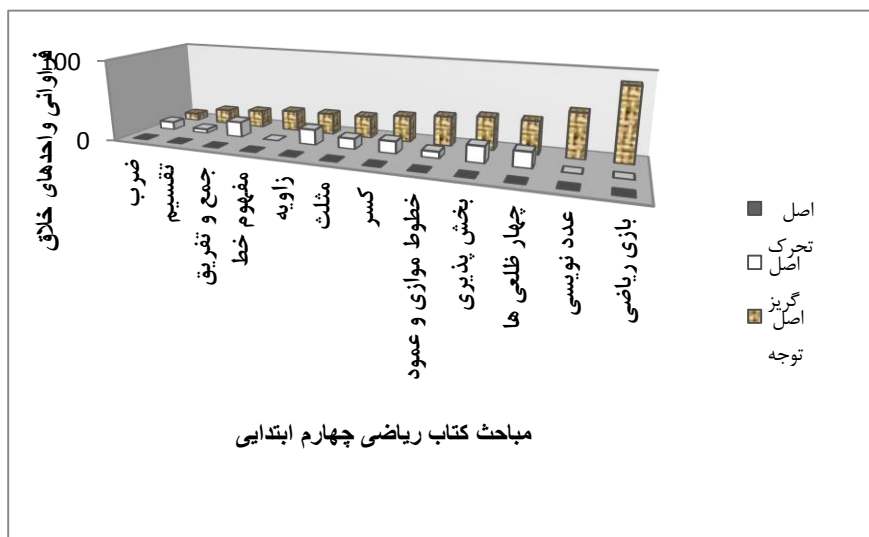 فراوانی واحدهای خلاق
100
0
ضرب
تقسیم
جمع و تفریق
مفهوم خط
زاویه
مثلث
کسر
خطوط موازی و عمود
بخش پذیری
چهار ظلعی ها
عدد نویسی
بازی ریاضی
اصل
تحرک
اصل
گریز
اصل
توجه
مباحث کتاب ریاضی چهارم ابتدایی